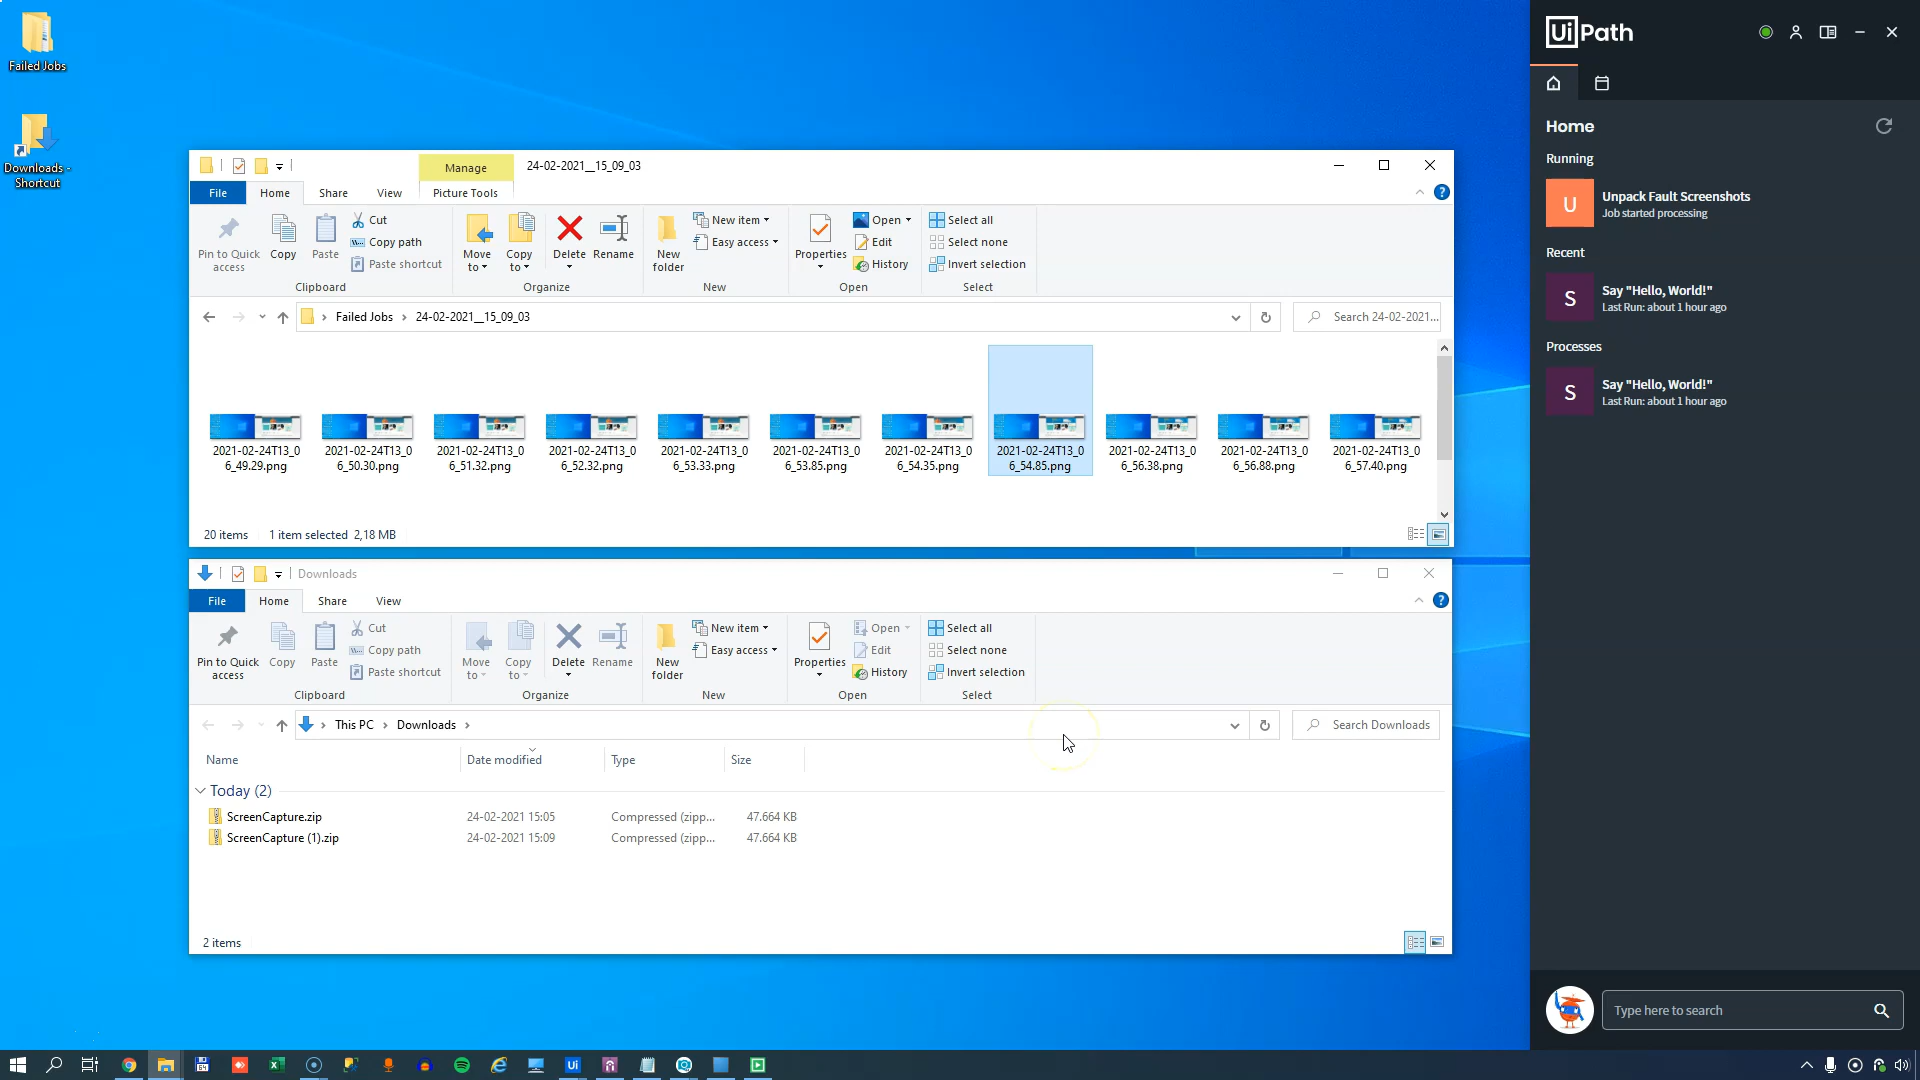 Failed Jobs
Downloads -
Shortcut
Manage
24-02-2021__15_09_03
File
Home
Share
View
Picture Tools
Pin to Quick
access
Copy
Paste
Cut
Copy path
Paste shortcut
Clipboard
Move
to
Copy
to
Delete
Rename
Organize
New
folder
New item
Easy access
New
Properties
Open
Edit
History
Open
Select all
Select none
Invert selection
Select
Failed Jobs > 24-02-2021__15_09_03
Search 24-02-2021...
2021-02-24T13_0
6_49.29.png
2021-02-24T13_0
6_50.30.png
2021-02-24T13_0
6_51.32.png
2021-02-24T13_0
6_52.32.png
2021-02-24T13_0
6_53.33.png
2021-02-24T13_0
6_53.85.png
2021-02-24T13_0
6_54.35.png
2021-02-24T13_0
6_54.85.png
2021-02-24T13_0
6_56.38.png
2021-02-24T13_0
6_56.88.png
2021-02-24T13_0
6_57.40.png
20 items 1 item selected 2,18 MB
Downloads
File
Home
Share
View
Pin to Quick
access
Copy
Paste
Cut
Copy path
Paste shortcut
Clipboard
Move
to
Copy
to
Delete
Rename
Organize
New
folder
New item
Easy access
New
Properties
Open
Edit
History
Open
Select all
Select none
Invert selection
Select
This PC > Downloads >
Search Downloads
Name Date modified Type Size
Today (2)
ScreenCapture.zip 24-02-2021 15:05 Compressed (zipp... 47.664 KB
ScreenCapture (1).zip 24-02-2021 15:09 Compressed (zipp... 47.664 KB
2 items
UiPath
Home
Running
U
Unpack Fault Screenshots
Job started processing
Recent
S
Say "Hello, World!"
Last Run: about 1 hour ago
Processes
S
Say "Hello, World!"
Last Run: about 1 hour ago
Type here to search
Ui